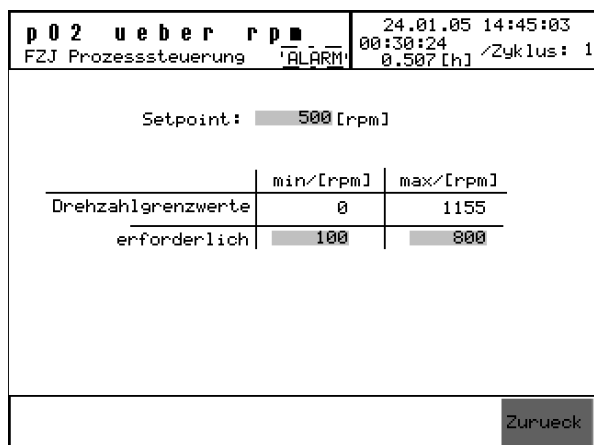 pO2 ueber rpm
FZJ Prozesssteuerung 'ALARM'
24.01.05 14:45:03
00:30:24
0.507[h] /Zyklus: 1
Setpoint: 500 [rpm]
min/[rpm] max/[rpm]
Drehzahlgrenzwerte 0 1155
erforderlich 100 800
Zurueck